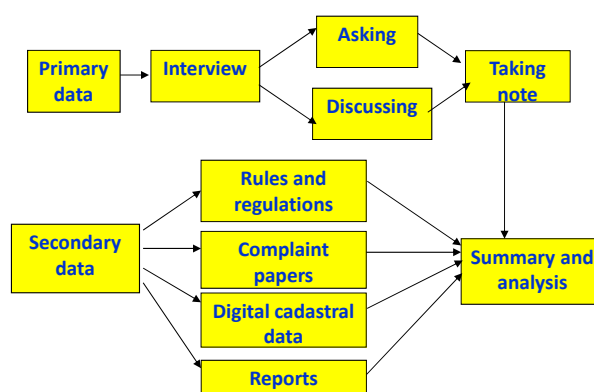 Asking
Primary
data
Interview
Taking
note
Discussing
Rules and
regulations
Secondary
data
Complaint
papers
Summary and
analysis
Digital cadastral
data
Reports